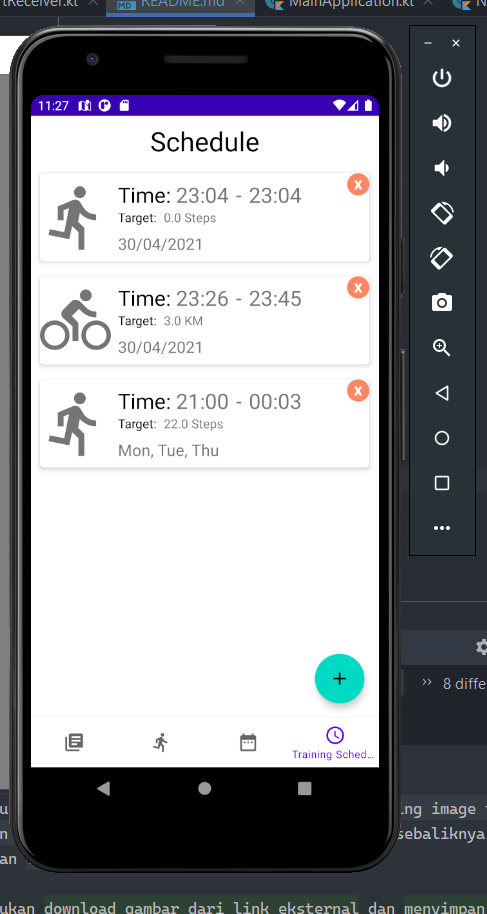 tReceiver.kt
README.md
MainApplication.kt
N
11:27
Schedule
Time: 23:04 - 23:04
Target: 0.0 Steps
30/04/2021
X
Time: 23:26 - 23:45
Target: 3.0 KM
30/04/2021
X
Time: 21:00 - 00:03
Target: 22.0 Steps
Mon, Tue, Thu
X
+
Training Sched...
8 diffe
ing image
sebaliknya
an
ukan download gambar dari link eksternal dan menyimpan